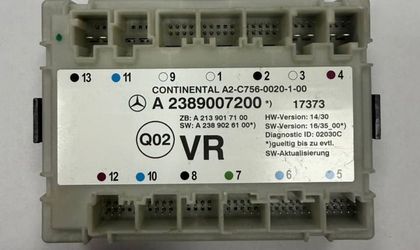 13 11 9 1 2 3 4
CONTINENTAL A2-C756-0020-1-00
A 2389007200 *) 17373
ZB: A 213 901 71 00 HW-Version: 14/30
SW: A 238 902 61 00*) SW-Version: 16/35_00*)
Diagnostic ID: 02030C
*)gueltig bis zu evtl.
SW-Aktualisierung
Q02 VR
12 10 8 7 6 5